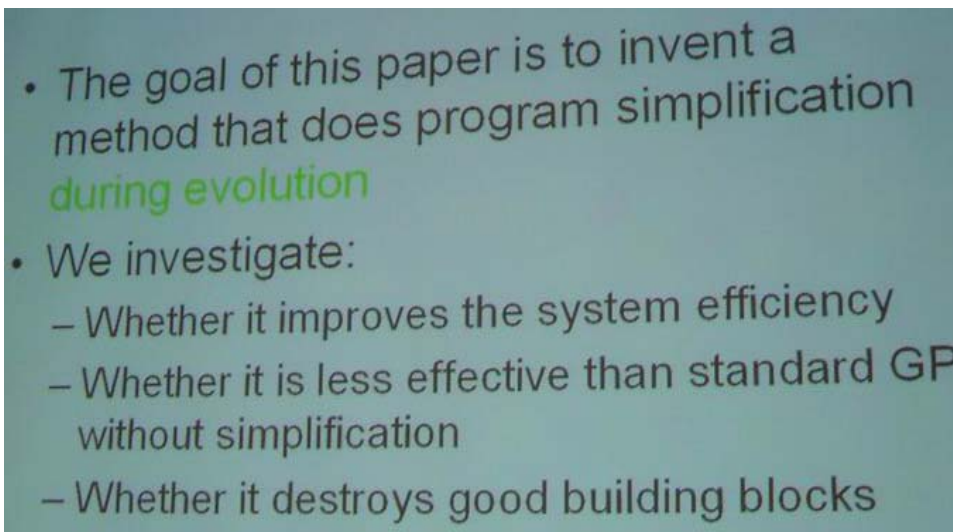 • The goal of this paper is to invent a
method that does program simplification
during evolution
• We investigate:
– Whether it improves the system efficiency
– Whether it is less effective than standard GP
without simplification
– Whether it destroys good building blocks